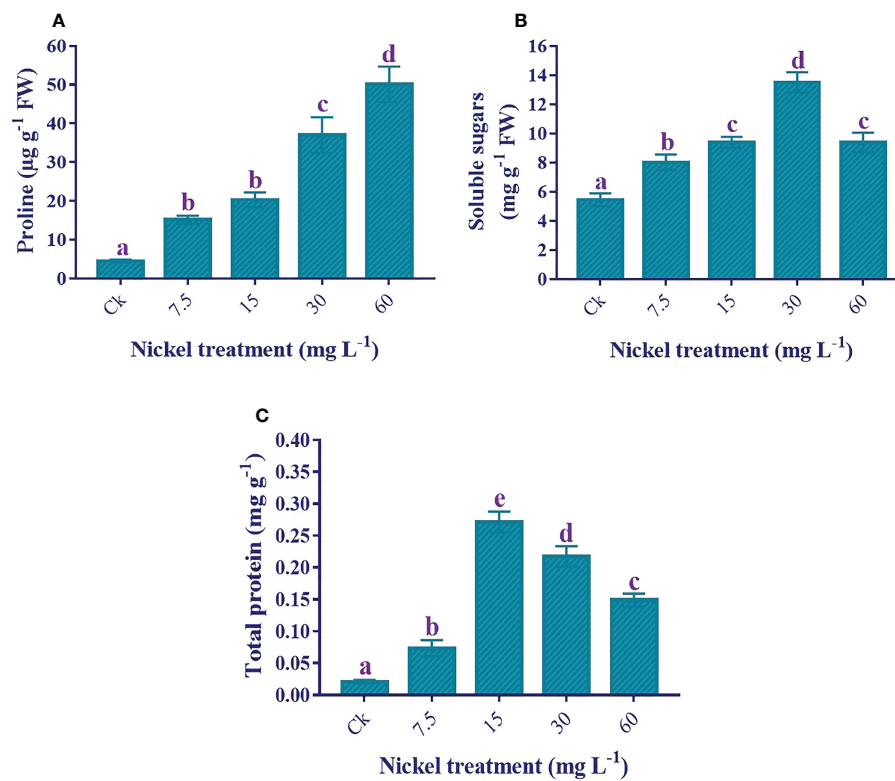 A
Proline (µg g-1 FW)
60
50
40
30
20
10
0
a
b
b
c
d
Ck
7.5
15
30
60
Nickel treatment (mg L-1)
B
Soluble sugars
(mg g-1 FW)
16
14
12
10
8
6
4
2
0
a
b
c
d
c
Ck
7.5
15
30
60
Nickel treatment (mg L-1)
C
Total protein (mg g-1)
0.40
0.35
0.30
0.25
0.20
0.15
0.10
0.05
0.00
a
b
e
d
c
Ck
7.5
15
30
60
Nickel treatment (mg L-1)